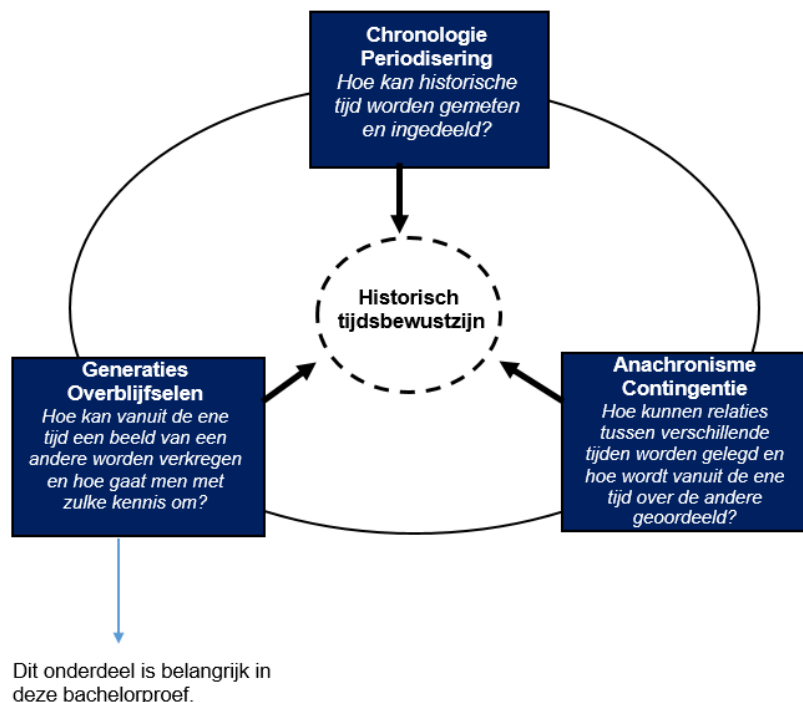 Chronologie
Periodisering
Hoe kan historische
tijd worden gemeten
en ingedeeld?
Historisch
tijdsbewustzijn
Generaties
Overblijfselen
Hoe kan vanuit de ene
tijd een beeld van een
andere worden verkregen
en hoe gaat men met
zulke kennis om?
Anachronisme
Contingentie
Hoe kunnen relaties
tussen verschillende
tijden worden gelegd en
hoe wordt vanuit de ene
tijd over de andere
geoordeeld?
Dit onderdeel is belangrijk in
deze bachelorproef.